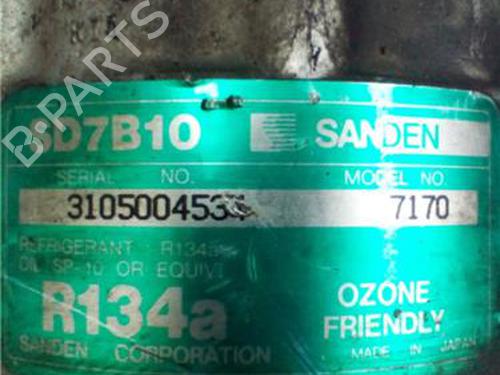 B-PARTS
SD7B10 SANDEN
SERIAL NO. MODEL NO.
7170
REFRIGERANT : R134a
OIL SP-10 OR EQUIV
R134a OZONE FRIENDLY
SANDEN CORPORATION MADE IN JAPAN